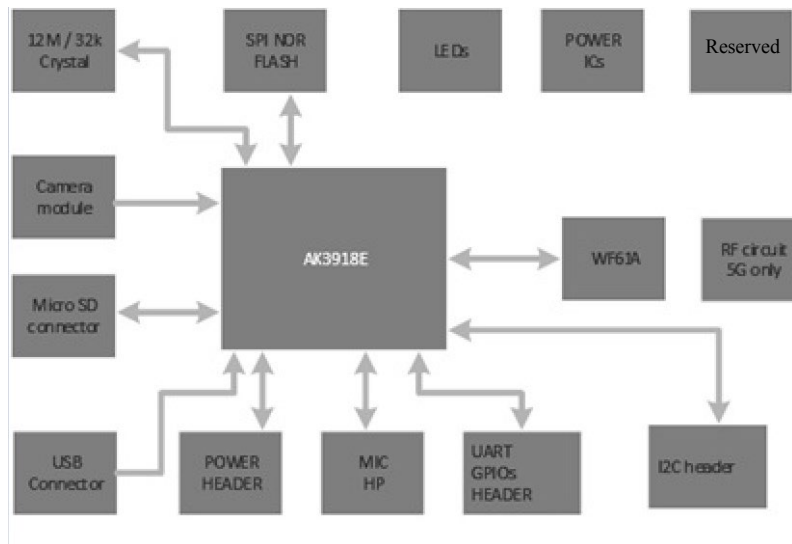 12M / 32k
Crystal
SPI NOR
FLASH
LEDs
POWER
ICs
Reserved
Camera
module
AK3918E
WF61A
RF circuit
5G only
Micro SD
connector
USB
Connector
POWER
HEADER
MIC
HP
UART
GPIOs
HEADER
I2C header